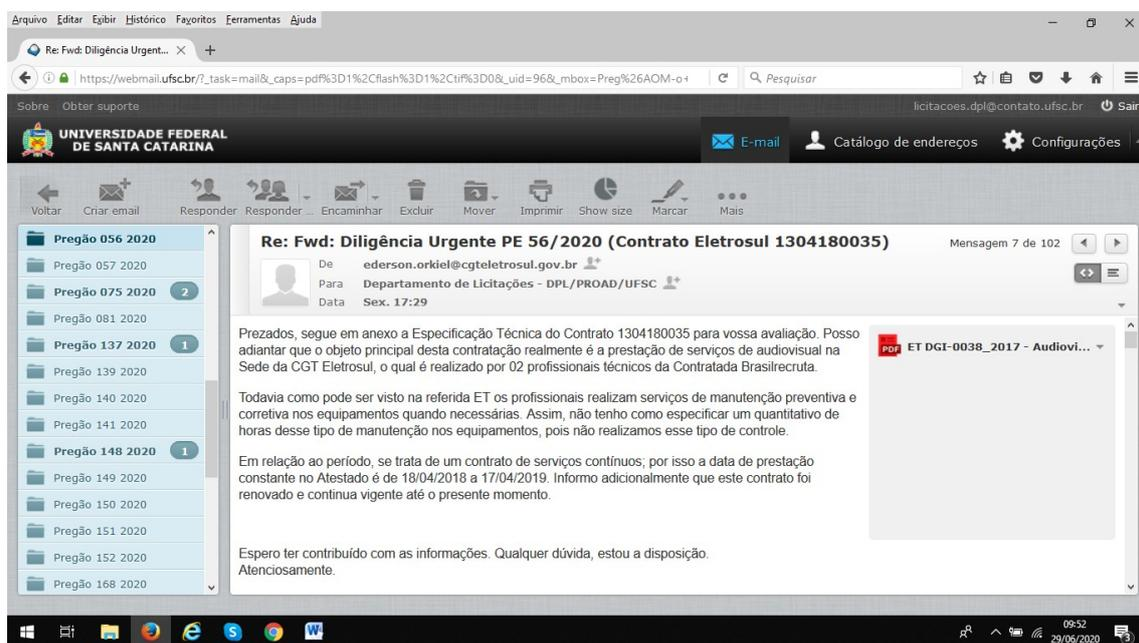 Arquivo Editar Exibir Histórico Favoritos Ferramentas Ajuda
Re: Fwd: Diligência Urgent...
https://webmail.ufsc.br/?_task=mail&_caps=pdf%3D1%2Cflash%3D1%2Ctif%3D0&_uid=96&_mbox=Preg%26AOM-o+
Pesquisar
Sobre Obter suporte
licitacoes.dpl@contato.ufsc.br Sair
UNIVERSIDADE FEDERAL
DE SANTA CATARINA
E-mail Catálogo de endereços Configurações
Voltar Criar email Responder Responder ... Encaminhar Excluir Mover Imprimir Show size Marcar Mais
Pregão 056 2020
Pregão 057 2020
Pregão 075 2020 2
Pregão 081 2020
Pregão 137 2020 1
Pregão 139 2020
Pregão 140 2020
Pregão 141 2020
Pregão 148 2020 1
Pregão 149 2020
Pregão 150 2020
Pregão 151 2020
Pregão 152 2020
Pregão 168 2020
Re: Fwd: Diligência Urgente PE 56/2020 (Contrato Eletrosul 1304180035)
Mensagem 7 de 102
De ederson.orkiel@cgteletrosul.gov.br
Para Departamento de Licitações - DPL/PROAD/UFSC
Data Sex. 17:29
Prezados, segue em anexo a Especificação Técnica do Contrato 1304180035 para vossa avaliação. Posso
adiantar que o objeto principal desta contratação realmente é a prestação de serviços de audiovisual na
Sede da CGT Eletrosul, o qual é realizado por 02 profissionais técnicos da Contratada Brasilrecruta.
Todavia como pode ser visto na referida ET os profissionais realizam serviços de manutenção preventiva e
corretiva nos equipamentos quando necessárias. Assim, não tenho como especificar um quantitativo de
horas desse tipo de manutenção nos equipamentos, pois não realizamos esse tipo de controle.
Em relação ao período, se trata de um contrato de serviços contínuos; por isso a data de prestação
constante no Atestado é de 18/04/2018 a 17/04/2019. Informo adicionalmente que este contrato foi
renovado e continua vigente até o presente momento.
Espero ter contribuído com as informações. Qualquer dúvida, estou a disposição.
Atenciosamente.
PDF ET DGI-0038_2017 - Audiovi...
09:52
29/06/2020